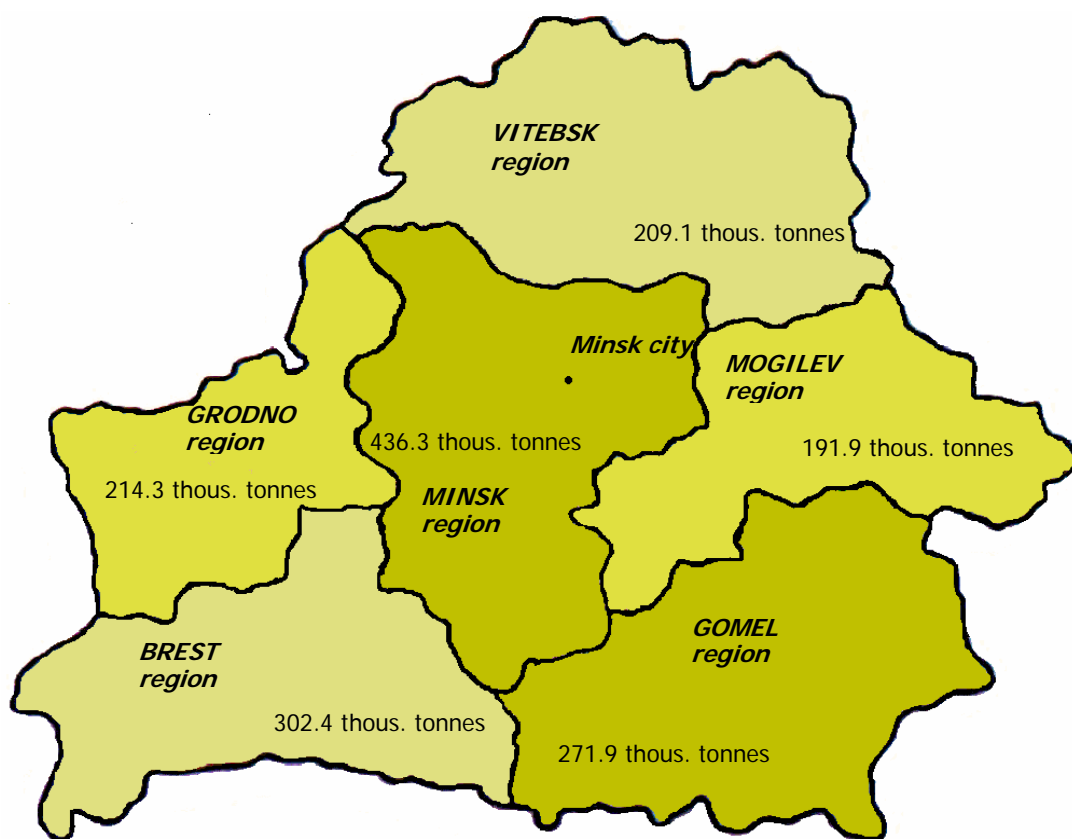 VITEBSK
region
209.1 thous. tonnes
Minsk city
MOGILEV
region
GRODNO
region
436.3 thous. tonnes
191.9 thous. tonnes
214.3 thous. tonnes
MINSK
region
GOMEL
region
BREST
region
302.4 thous. tonnes
271.9 thous. tonnes